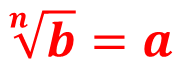 ⁿ√b = a